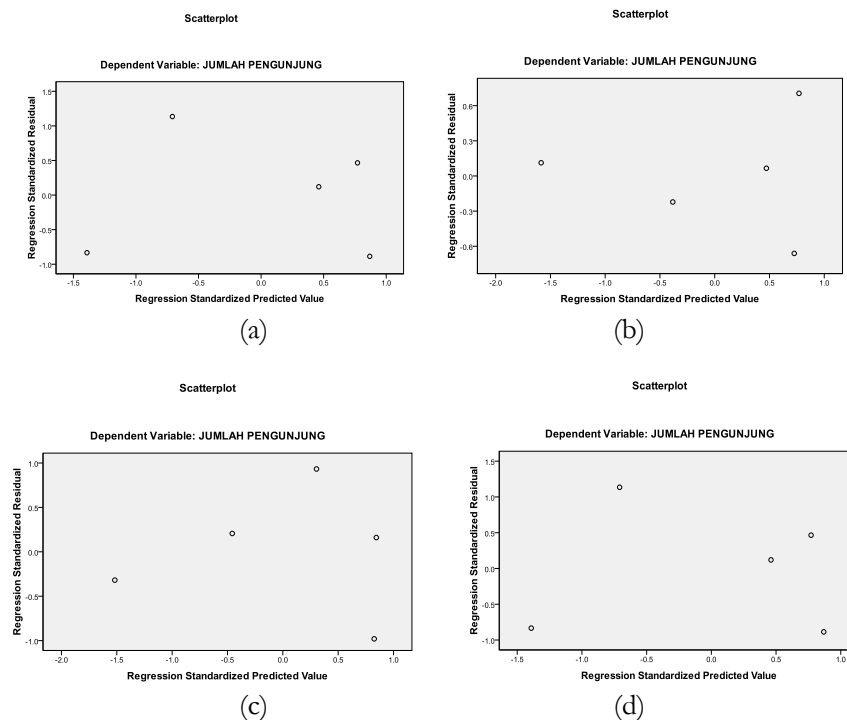 Scatterplot
Dependent Variable: JUMLAH PENGUNJUNG
Regression Standardized Residual
1.5
1.0
0.5
0.0
-0.5
-1.0
-1.5 -1.0 -0.5 0.0 0.5 1.0
Regression Standardized Predicted Value
(a)
Scatterplot
Dependent Variable: JUMLAH PENGUNJUNG
Regression Standardized Residual
0.6
0.3
0.0
-0.3
-0.6
-2.0 -1.5 -1.0 -0.5 0.0 0.5 1.0
Regression Standardized Predicted Value
(b)
Scatterplot
Dependent Variable: JUMLAH PENGUNJUNG
Regression Standardized Residual
1.0
0.5
0.0
-0.5
-1.0
-2.0 -1.5 -1.0 -0.5 0.0 0.5 1.0
Regression Standardized Predicted Value
(c)
Scatterplot
Dependent Variable: JUMLAH PENGUNJUNG
Regression Standardized Residual
1.5
1.0
0.5
0.0
-0.5
-1.0
-1.5 -1.0 -0.5 0.0 0.5 1.0
Regression Standardized Predicted Value
(d)